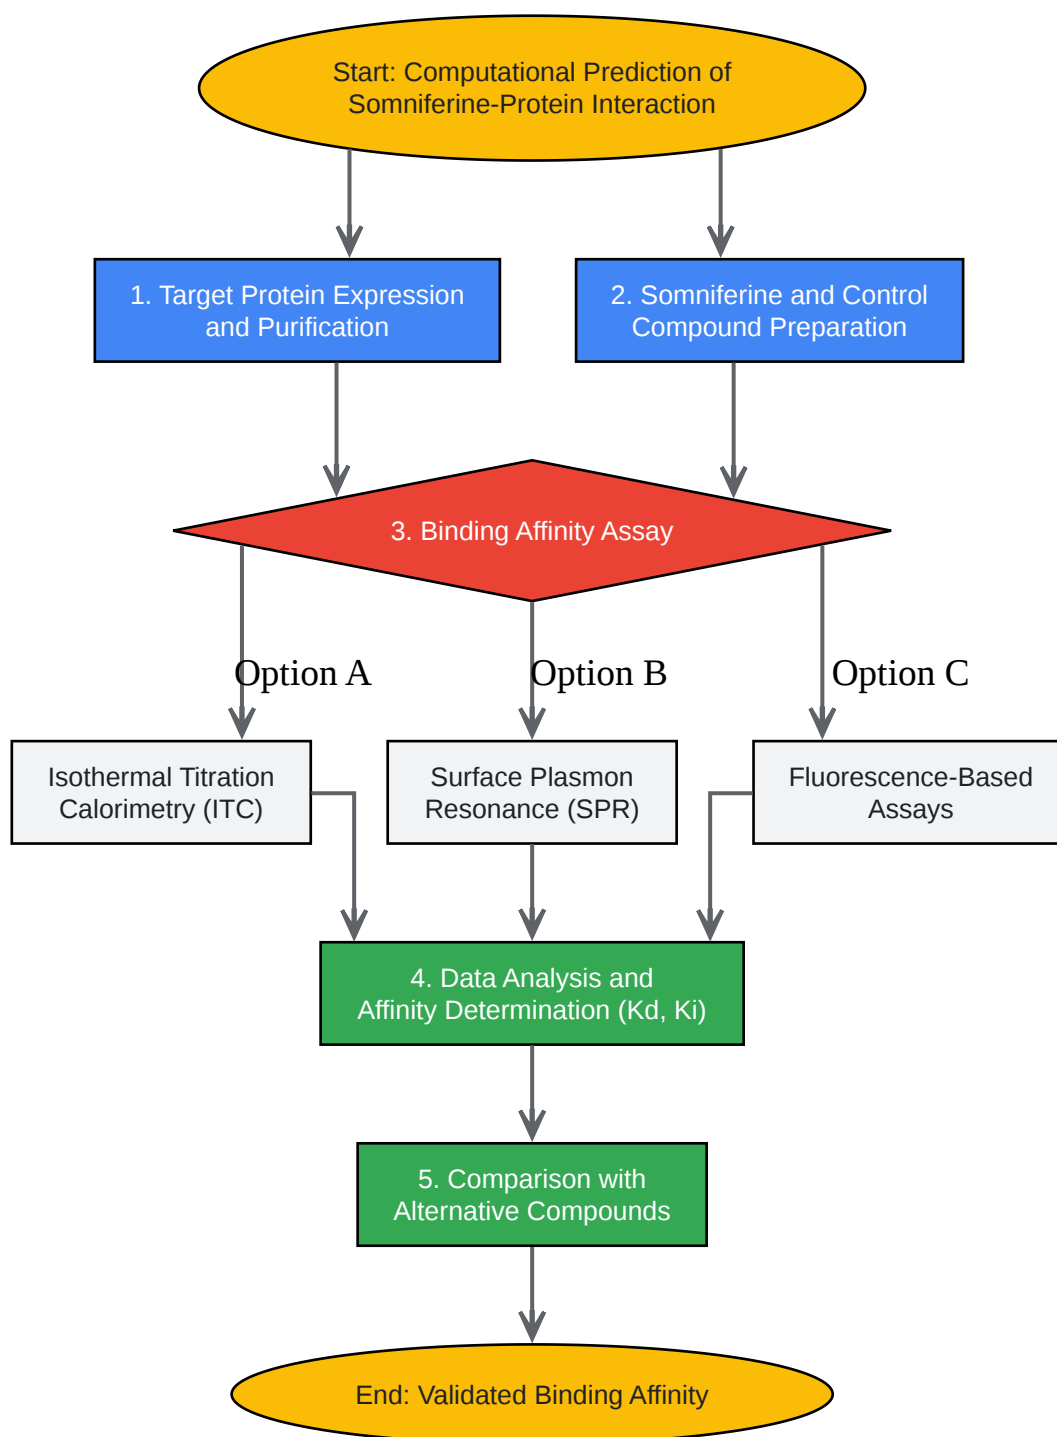 Start: Computational Prediction of
Somniferine-Protein Interaction
1. Target Protein Expression
and Purification
2. Somniferine and Control
Compound Preparation
3. Binding Affinity Assay
Option A
Option B
Option C
Isothermal Titration
Calorimetry (ITC)
Surface Plasmon
Resonance (SPR)
Fluorescence-Based
Assays
4. Data Analysis and
Affinity Determination (Kd, Ki)
5. Comparison with
Alternative Compounds
End: Validated Binding Affinity